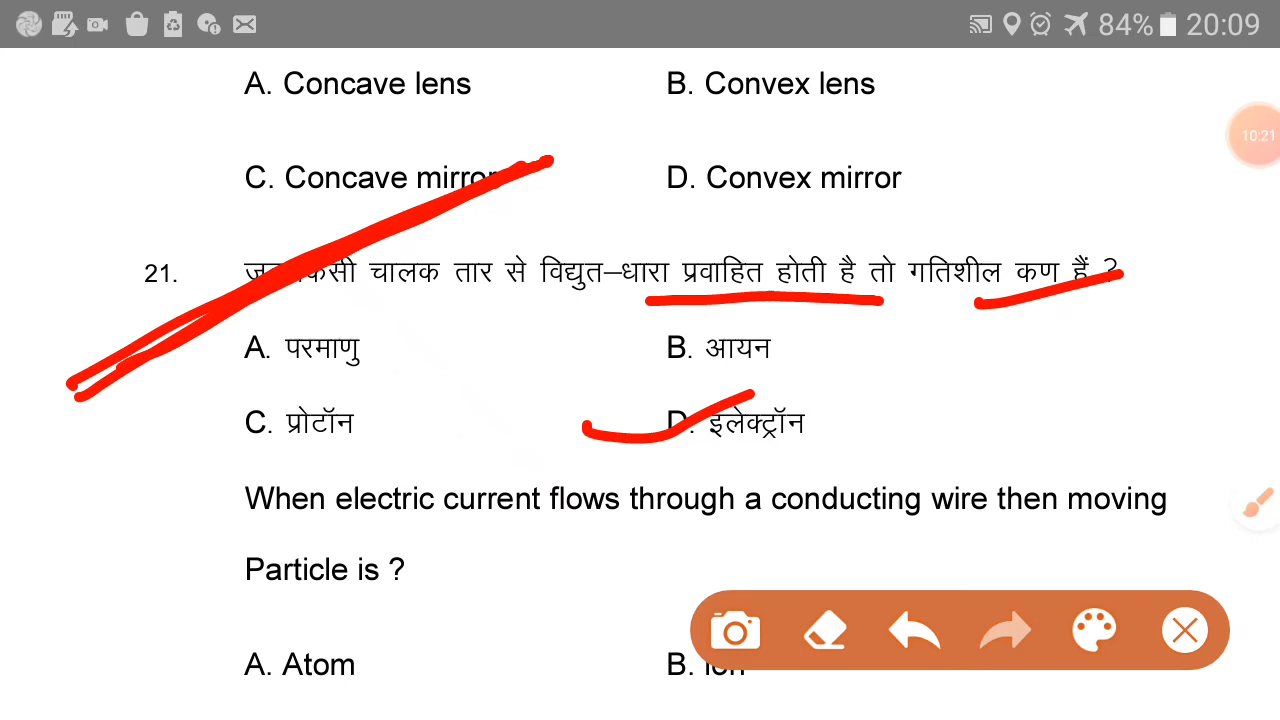 84% 20:09
A. Concave lens B. Convex lens
10:21
C. Concave mirror D. Convex mirror
21. किसी चालक तार से विद्युत–धारा प्रवाहित होती है तो गतिशील कण हैं ?
A. परमाणु B. आयन
C. प्रोटॉन D. इलेक्ट्रॉन
When electric current flows through a conducting wire then moving
Particle is ?
A. Atom B. Ion